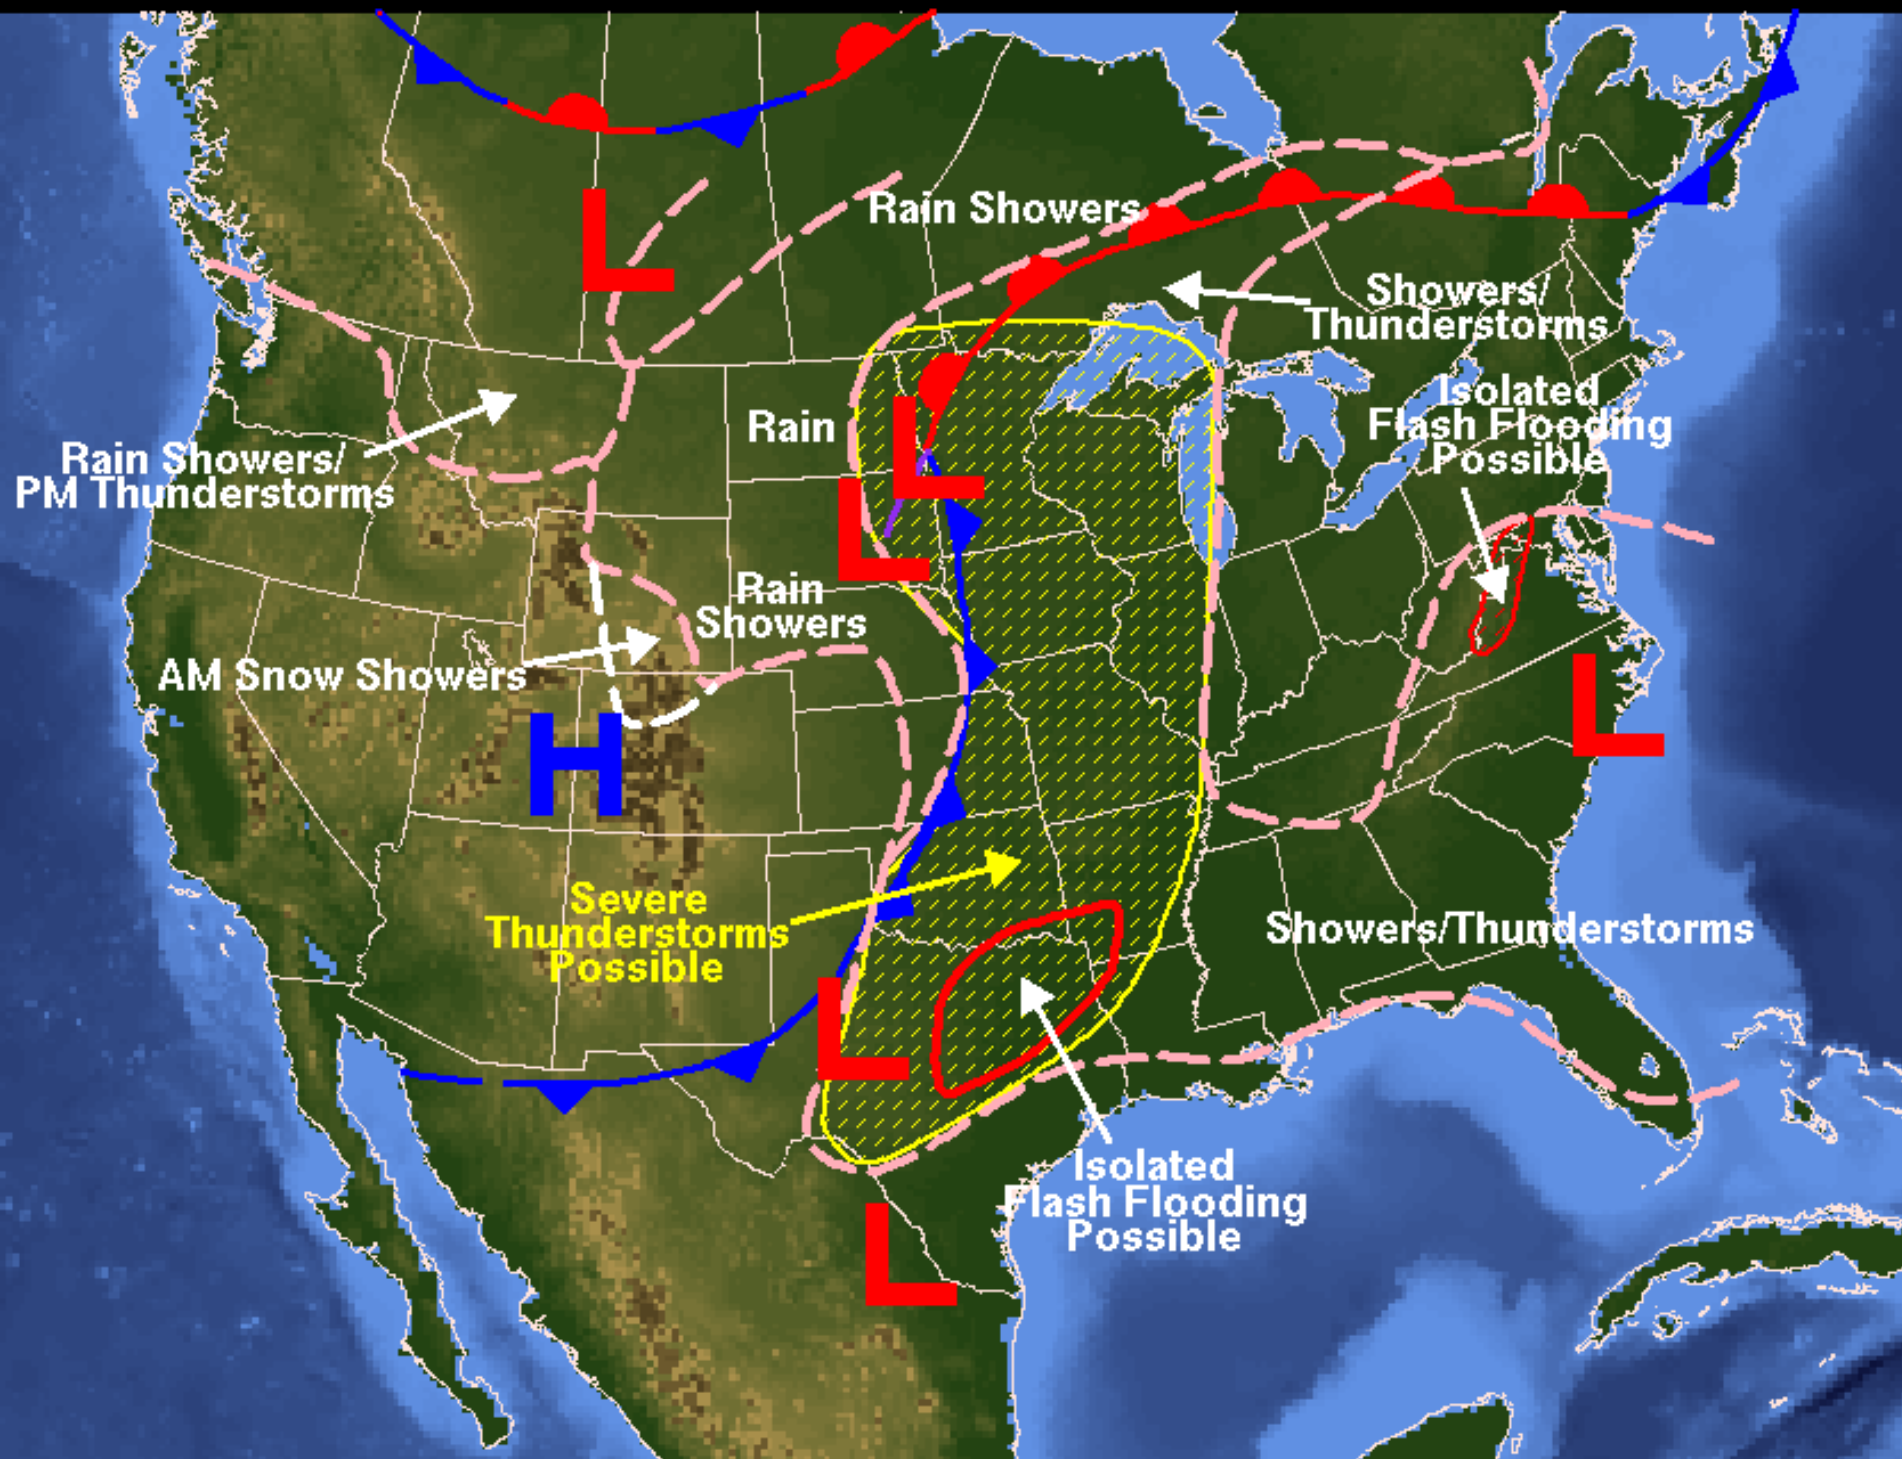 L
Rain Showers
Showers/
Thunderstorms
Isolated
Flash Flooding
Possible
Rain
L
Rain Showers/
PM Thunderstorms
L
Rain
Showers
AM Snow Showers
L
H
Severe
Thunderstorms
Possible
Showers/Thunderstorms
L
Isolated
Flash Flooding
Possible
L